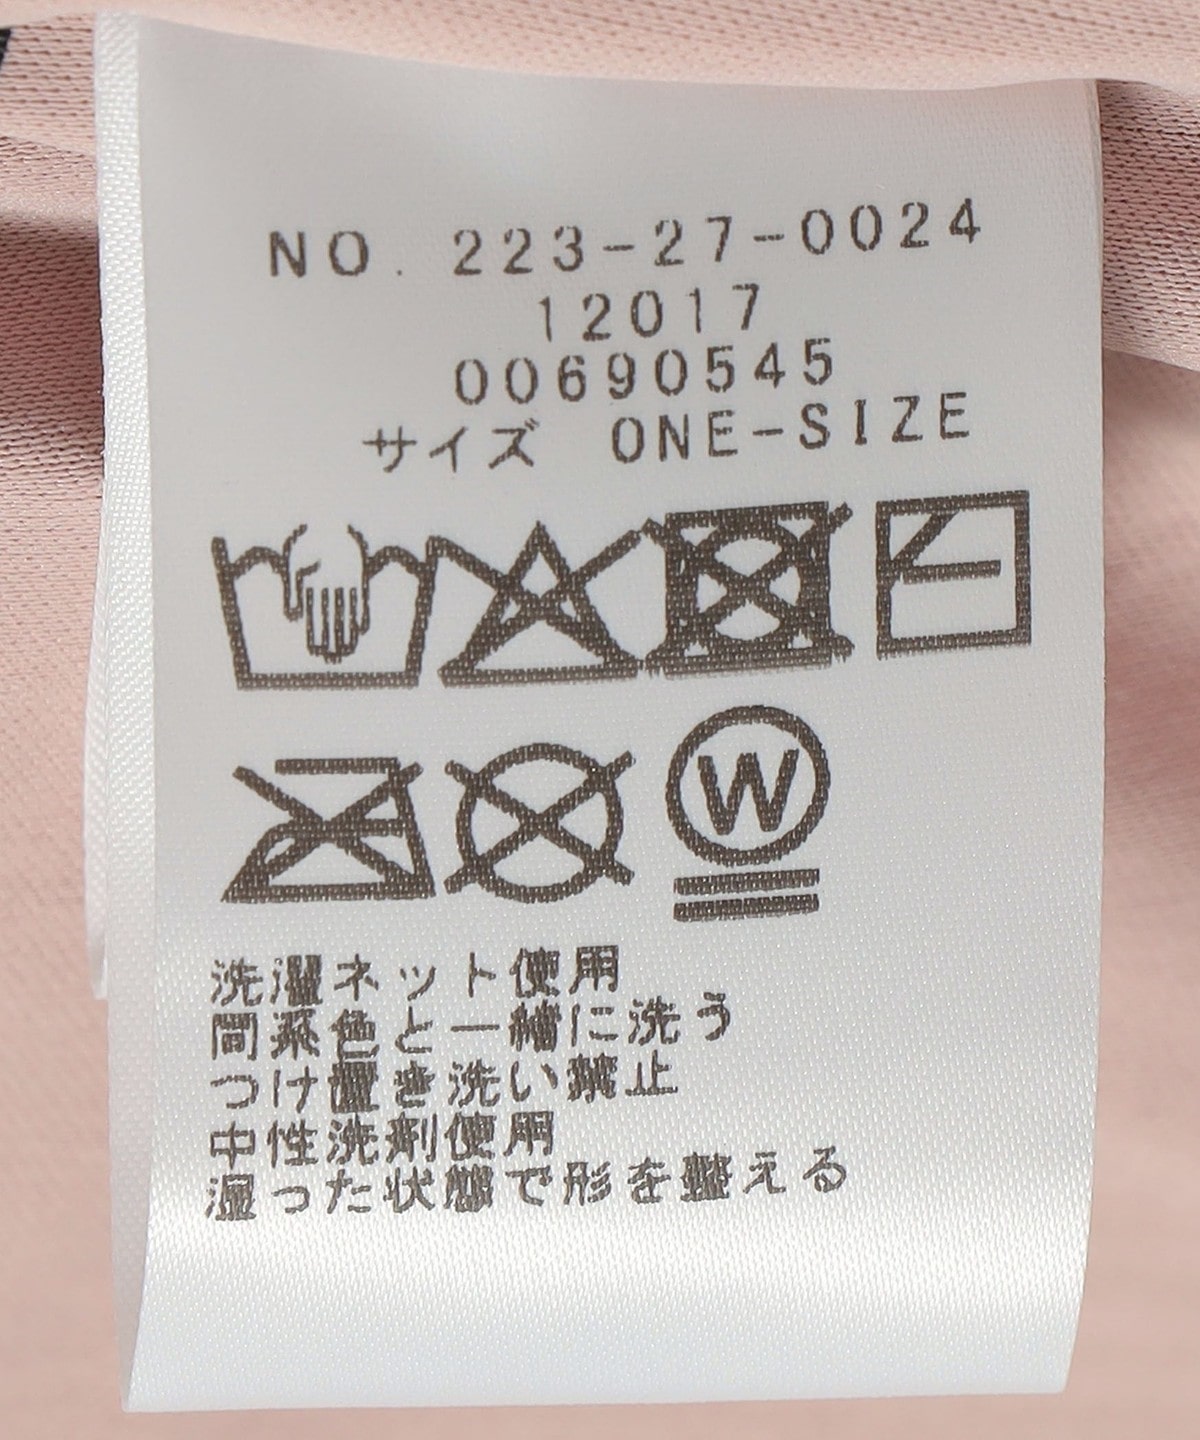 NO. 223-27-0024
12017
00690545
サイズ ONE-SIZE
W
洗濯ネット使用
同系色と一緒に洗う
つけ置き洗い禁止
中性洗剤使用
湿った状態で形を整える